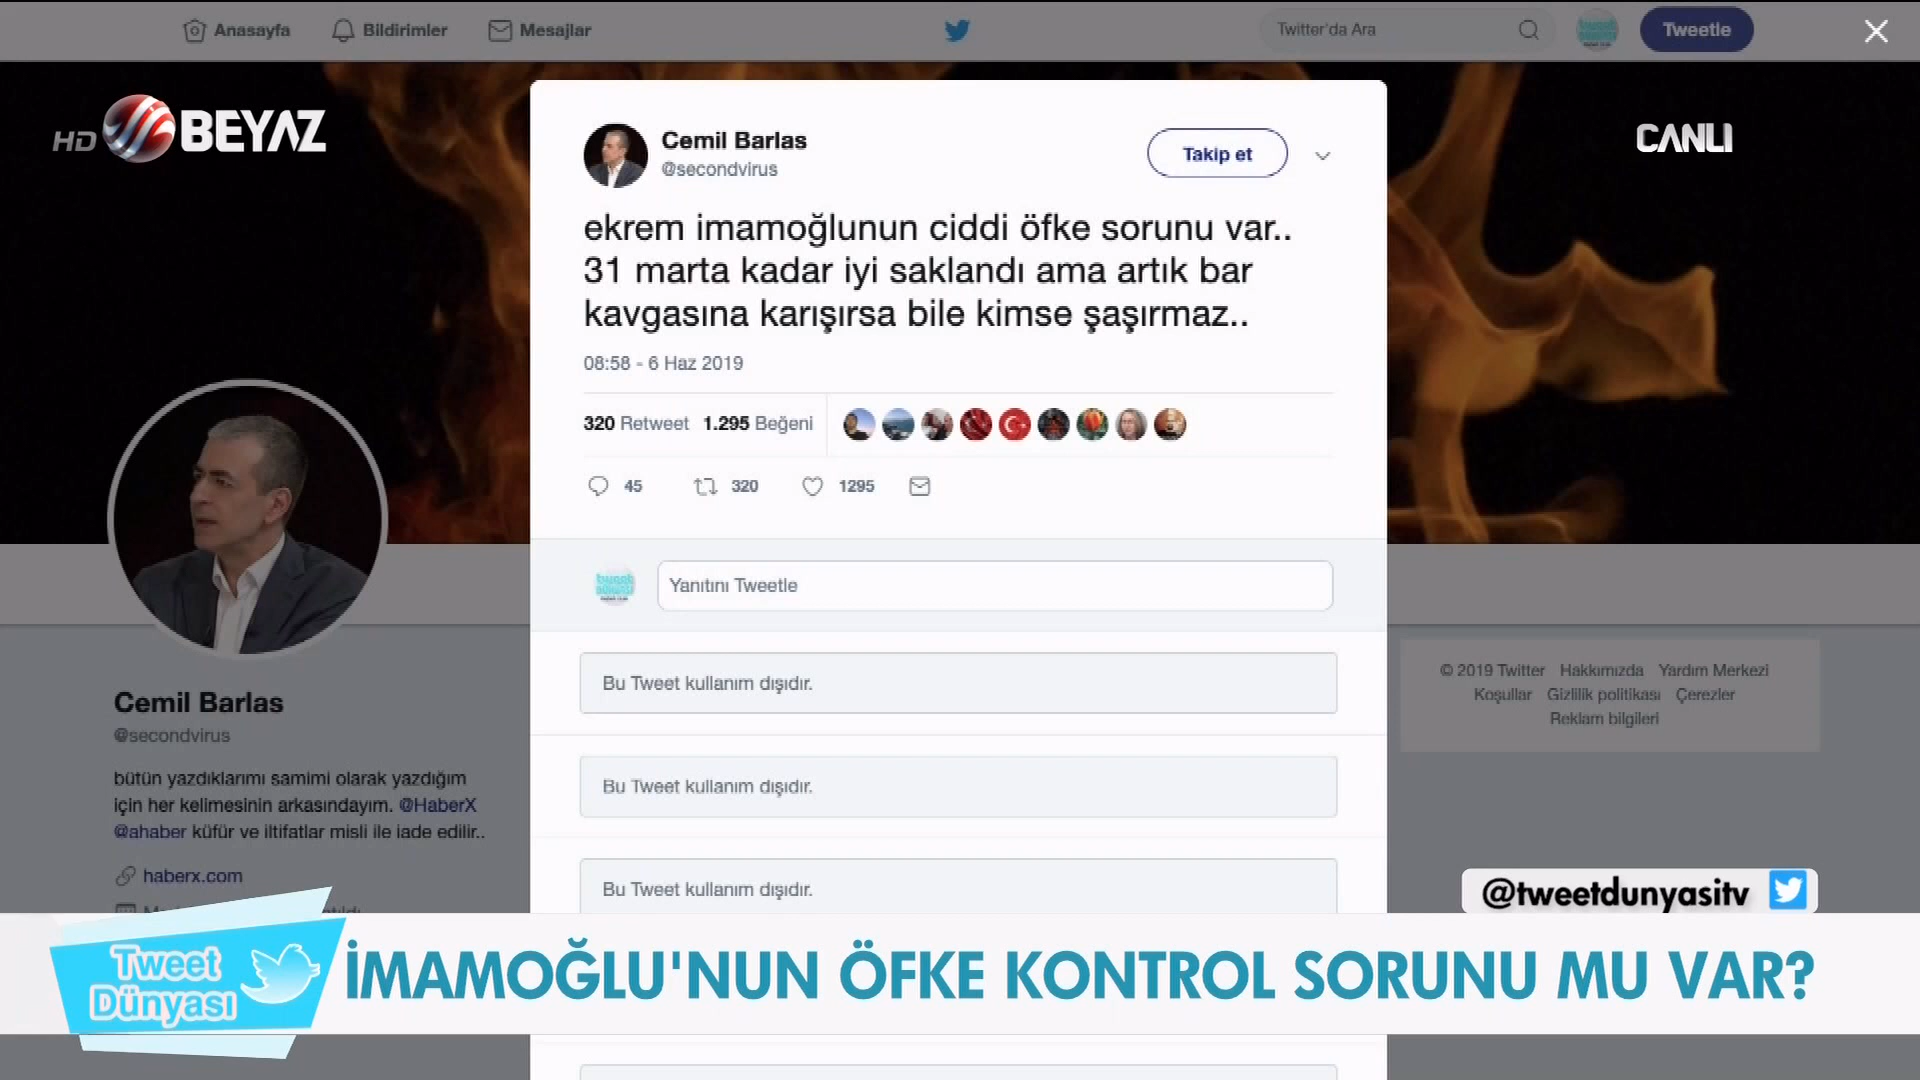 Anasayfa
Bildirimler
Mesajlar
Twitter'da Ara
Tweetle
HD BEYAZ
CANLI
Cemil Barlas
@secondvirus
Takip et
ekrem imamoğlunun ciddi öfke sorunu var..
31 marta kadar iyi saklandı ama artık bar
kavgasına karışırsa bile kimse şaşırmaz..
08:58 - 6 Haz 2019
320 Retweet 1.295 Beğeni
45 320 1295
Yanıtını Tweetle
Bu Tweet kullanım dışıdır.
Bu Tweet kullanım dışıdır.
Bu Tweet kullanım dışıdır.
Cemil Barlas
@secondvirus
bütün yazdıklarımı samimi olarak yazdığım
için her kelimesinin arkasındayım. @HaberX
@ahaber küfür ve iltifatlar misli ile iade edilir..
haberx.com
© 2019 Twitter Hakkımızda Yardım Merkezi
Koşullar Gizlilik politikası Çerezler
Reklam bilgileri
@tweetdunyasitv
Tweet
Dünyası
İMAMOĞLU'NUN ÖFKE KONTROL SORUNU MU VAR?